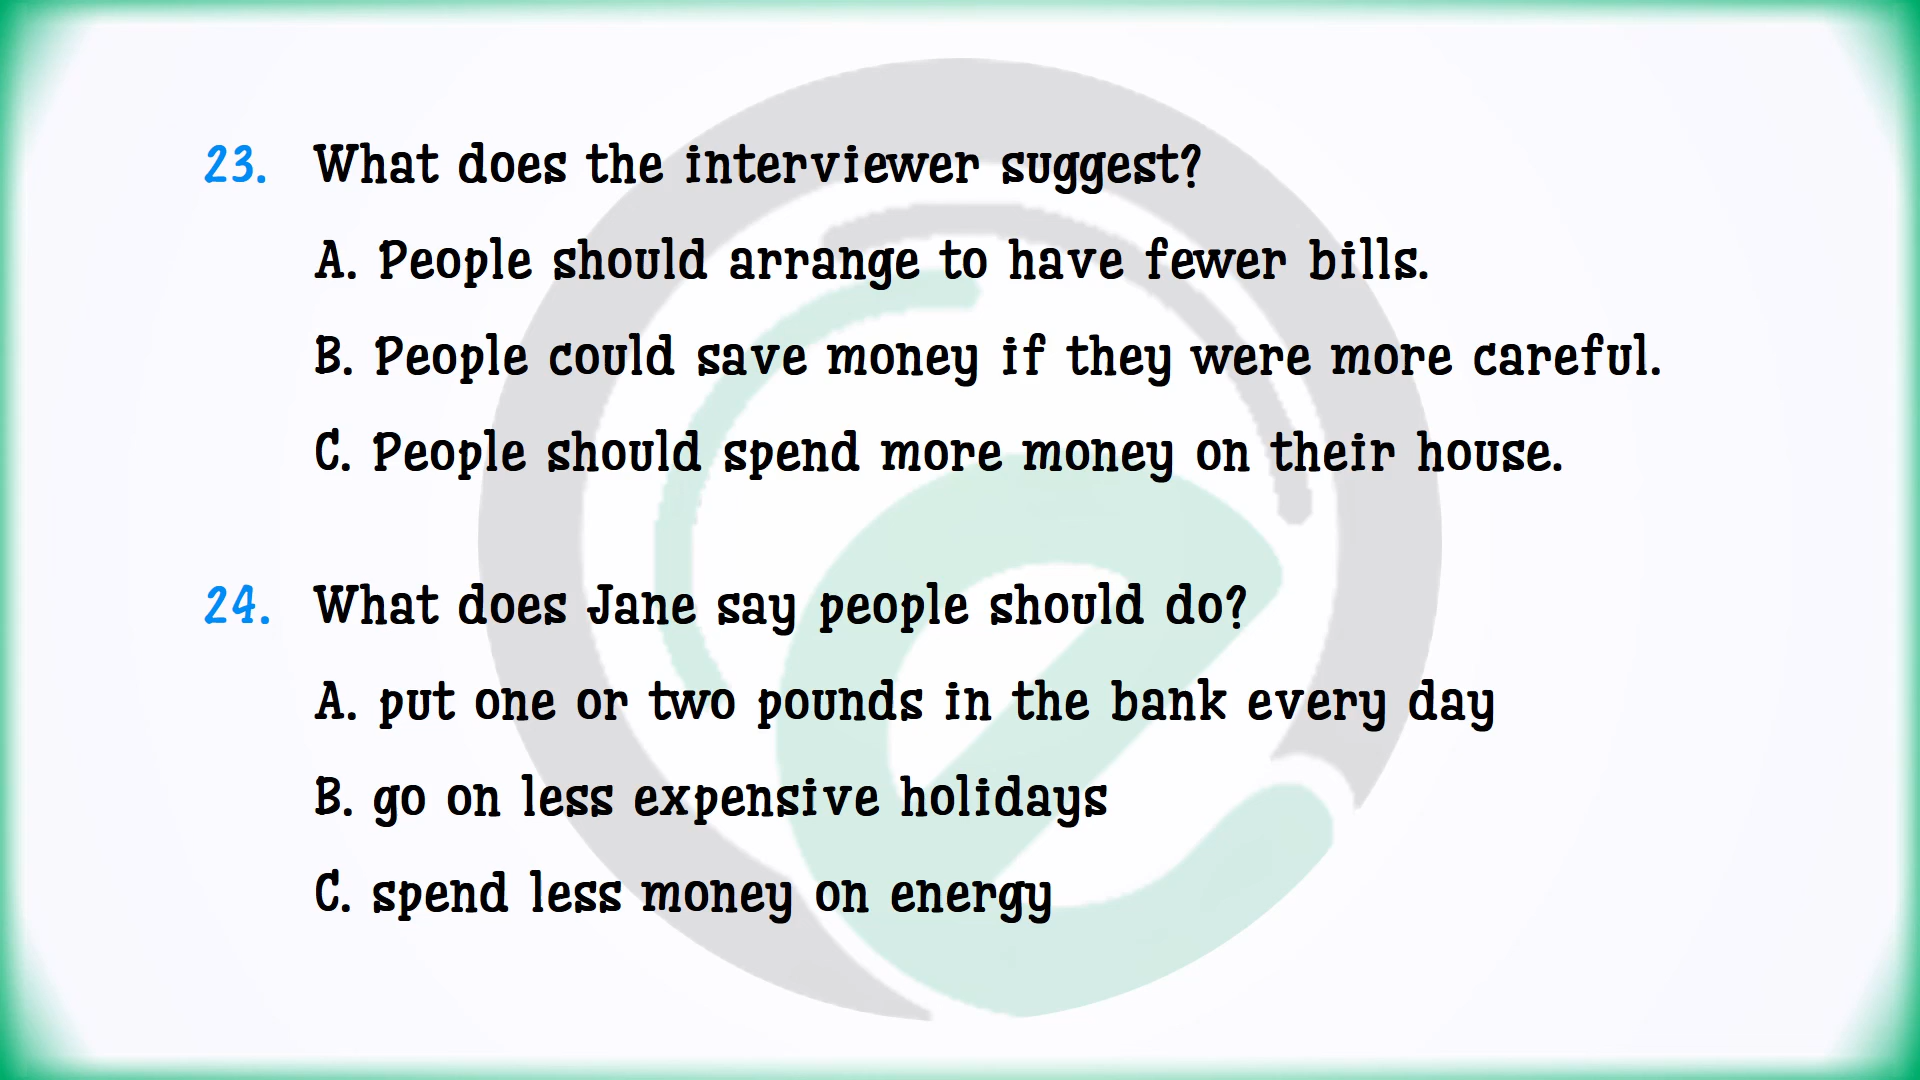 23. What does the interviewer suggest?
A. People should arrange to have fewer bills.
B. People could save money if they were more careful.
C. People should spend more money on their house.
24. What does Jane say people should do?
A. put one or two pounds in the bank every day
B. go on less expensive holidays
C. spend less money on energy